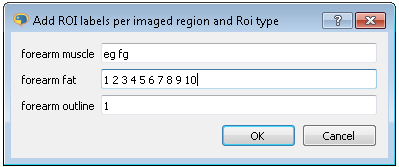 Add ROI labels per imaged region and Roi type
forearm muscle eg fg
forearm fat 1 2 3 4 5 6 7 8 9 10
forearm outline 1
OK Cancel